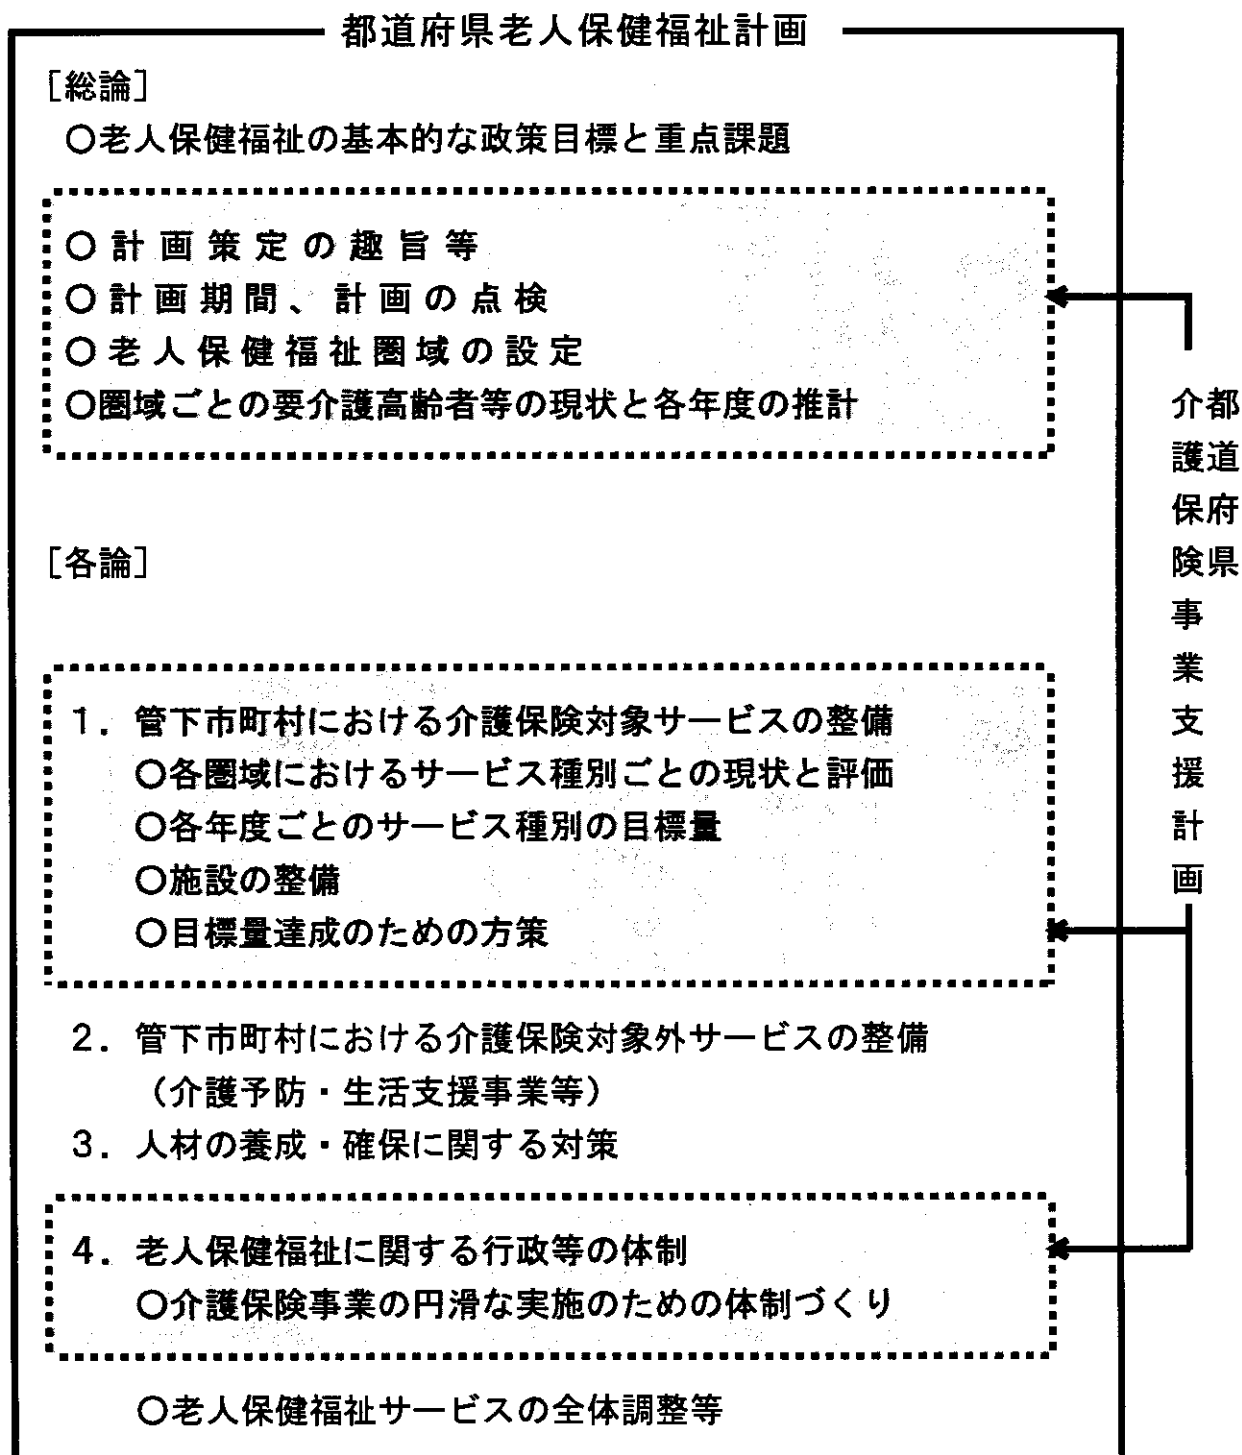 都道府県老人保健福祉計画
［総論］
○老人保健福祉の基本的な政策目標と重点課題
○計画策定の趣旨等
○計画期間、計画の点検
○老人保健福祉圏域の設定
○圏域ごとの要介護高齢者等の現状と各年度の推計
［各論］
1．管下市町村における介護保険対象サービスの整備
○各圏域におけるサービス種別ごとの現状と評価
○各年度ごとのサービス種別の目標量
○施設の整備
○目標量達成のための方策
2．管下市町村における介護保険対象外サービスの整備
（介護予防・生活支援事業等）
3．人材の養成・確保に関する対策
4．老人保健福祉に関する行政等の体制
○介護保険事業の円滑な実施のための体制づくり
○老人保健福祉サービスの全体調整等
都道府県
介護保険事業支援計画